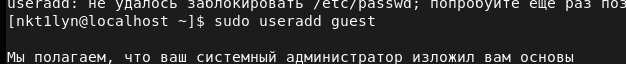 useradd: не удалось заблокировать /etc/passwd; попробуйте ещё раз поз
[nkt1lyn@localhost ~]$ sudo useradd guest
Мы полагаем, что ваш системный администратор изложил вам основы